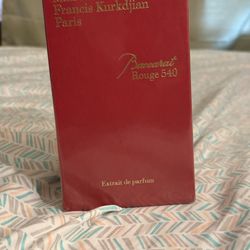 Francis Kurkdjian
Paris
Baccarat
Rouge 540
Extrait de parfum